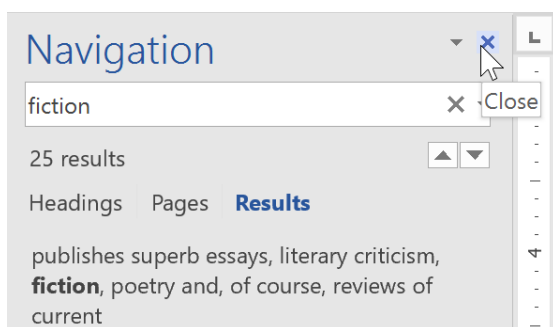 Navigation
fiction
Close
25 results
Headings Pages Results
publishes superb essays, literary criticism,
fiction, poetry and, of course, reviews of
current
4